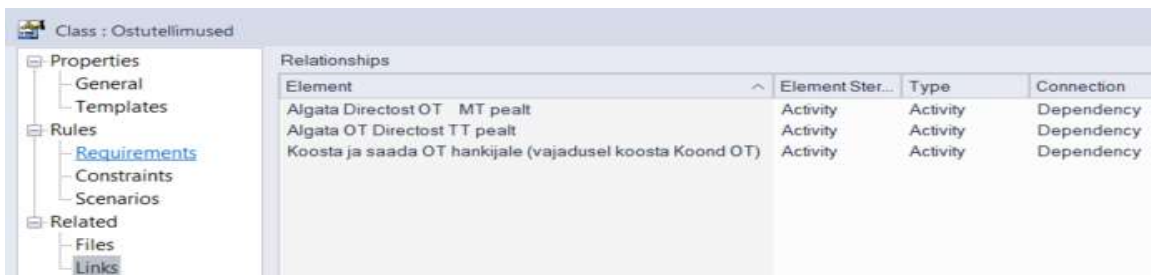 Class : Ostutellimused
Properties
General
Templates
Rules
Requirements
Constraints
Scenarios
Related
Files
Links
Relationships
Element Element Ster... Type Connection
Algata Directost OT MT pealt Activity Activity Dependency
Algata OT Directost TT pealt Activity Activity Dependency
Koosta ja saada OT hankijale (vajadusel koosta Koond OT) Activity Activity Dependency